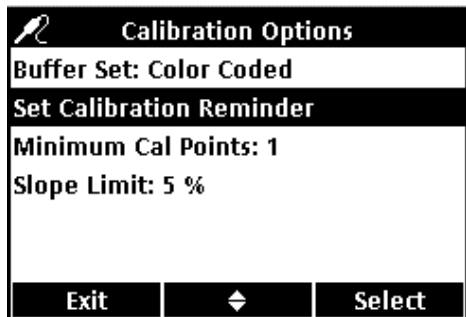 Calibration Options
Buffer Set: Color Coded
Set Calibration Reminder
Minimum Cal Points: 1
Slope Limit: 5 %
Exit
Select